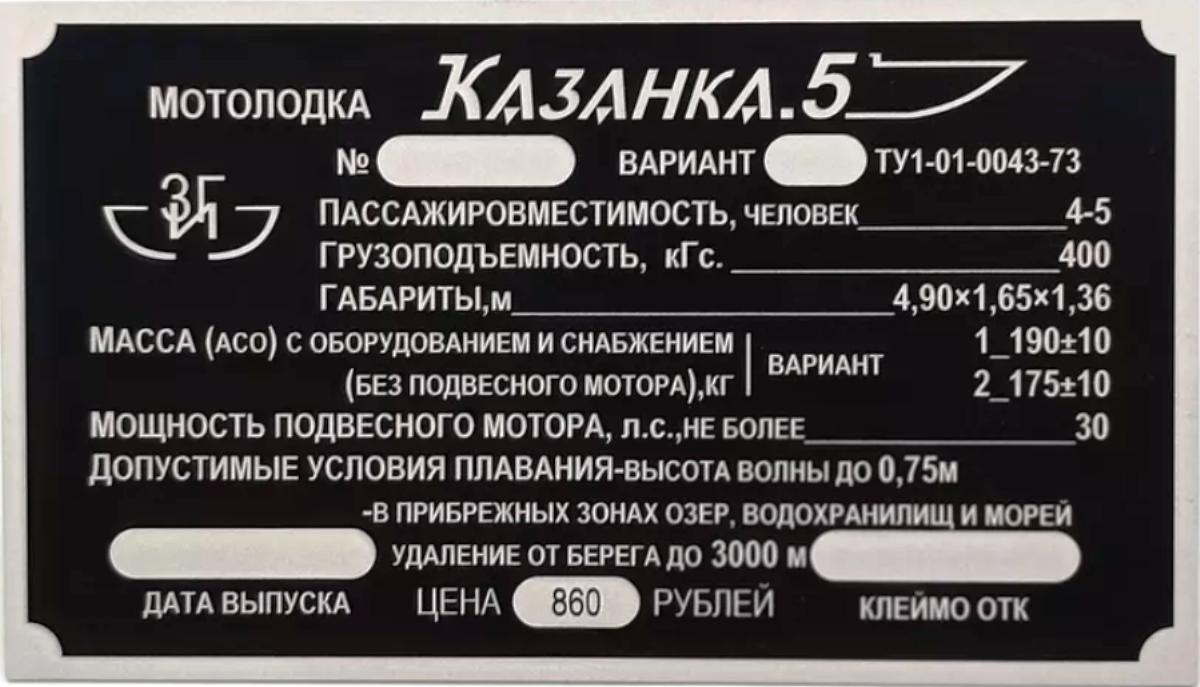 МОТОЛОДКА КАЗАНКА.5
№ ВАРИАНТ ТУ1-01-0043-73
ЗГИ
ПАССАЖИРОВМЕСТИМОСТЬ, ЧЕЛОВЕК 4-5
ГРУЗОПОДЪЕМНОСТЬ, кГс. 400
ГАБАРИТЫ,м 4,90×1,65×1,36
МАССА (АСО) С ОБОРУДОВАНИЕМ И СНАБЖЕНИЕМ
(БЕЗ ПОДВЕСНОГО МОТОРА),КГ
ВАРИАНТ
1_190±10
2_175±10
МОЩНОСТЬ ПОДВЕСНОГО МОТОРА, Л.С.,НЕ БОЛЕЕ 30
ДОПУСТИМЫЕ УСЛОВИЯ ПЛАВАНИЯ-ВЫСОТА ВОЛНЫ ДО 0,75М
-В ПРИБРЕЖНЫХ ЗОНАХ ОЗЕР, ВОДОХРАНИЛИЩ И МОРЕЙ
УДАЛЕНИЕ ОТ БЕРЕГА ДО 3000 М
ДАТА ВЫПУСКА ЦЕНА 860 РУБЛЕЙ КЛЕЙМО ОТК